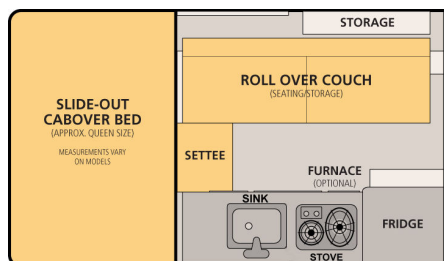 STORAGE
ROLL OVER COUCH
(SEATING/STORAGE)
SLIDE-OUT
CABOVER BED
(APPROX. QUEEN SIZE)
MEASUREMENTS VARY
ON MODELS
SETTEE
FURNACE
(OPTIONAL)
SINK
STOVE
FRIDGE